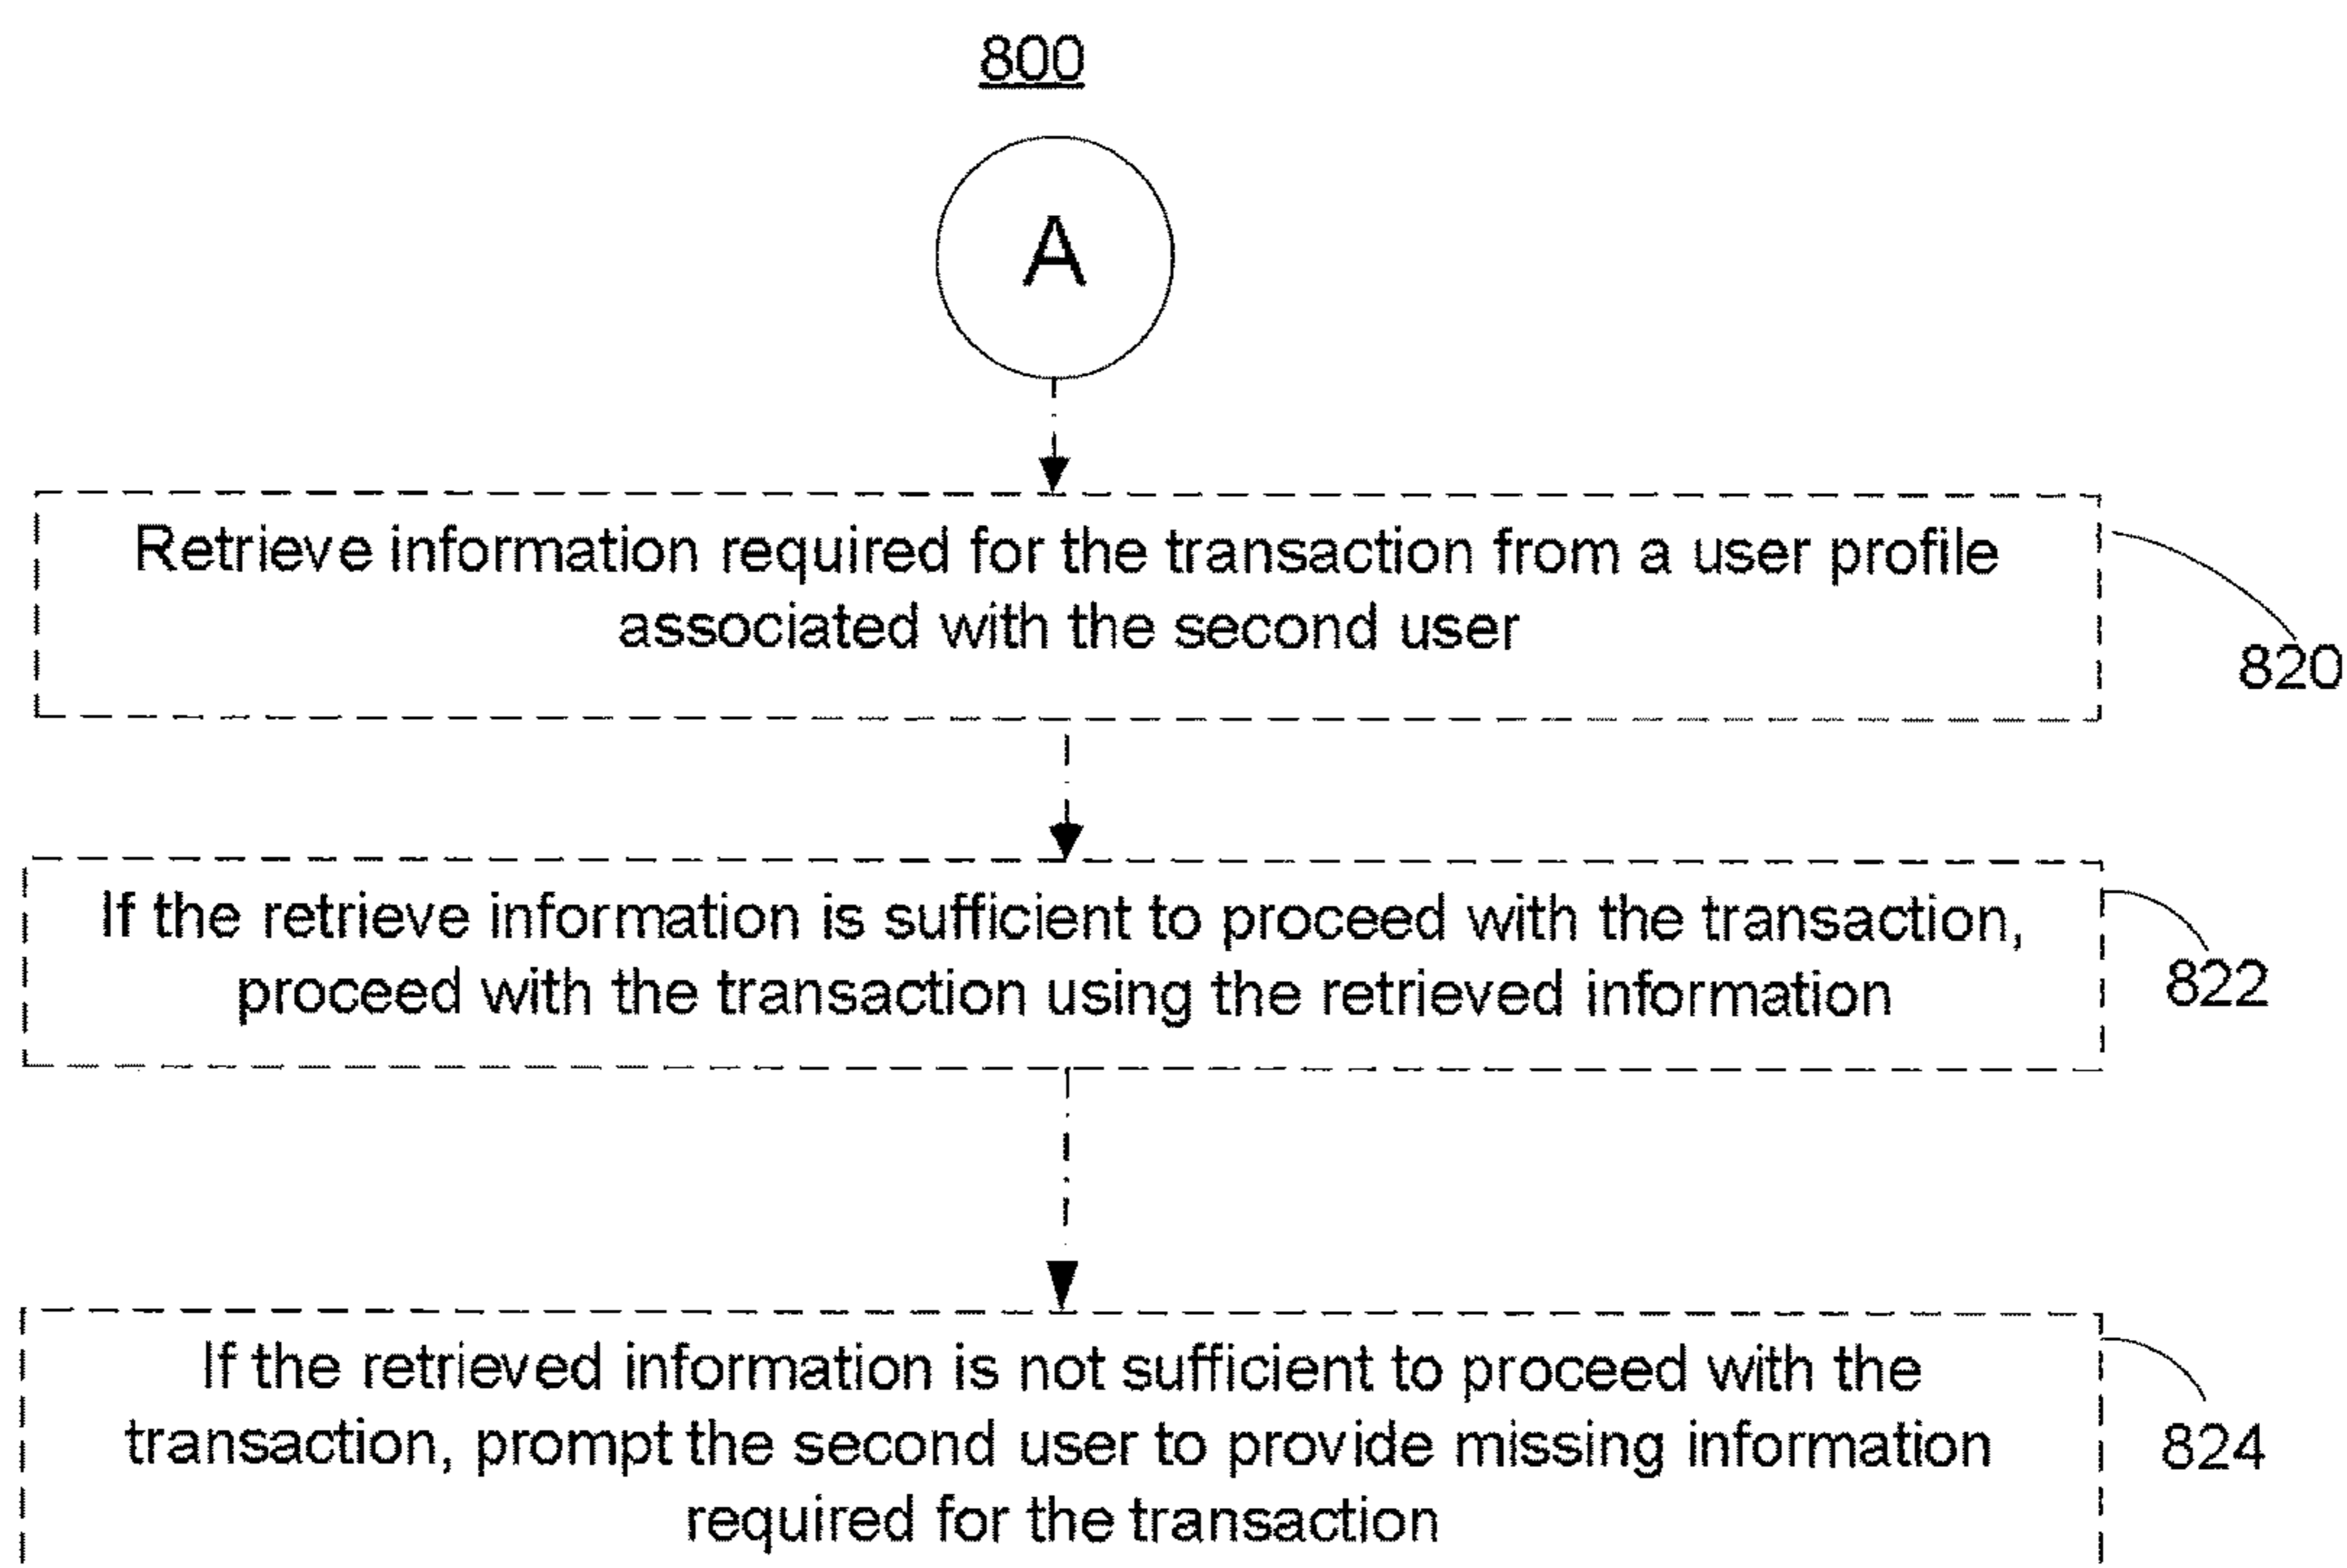 800
A
Retrieve information required for the transaction from a user profile
associated with the second user
820
If the retrieve information is sufficient to proceed with the transaction,
proceed with the transaction using the retrieved information
822
If the retrieved information is not sufficient to proceed with the
transaction, prompt the second user to provide missing information
required for the transaction
824